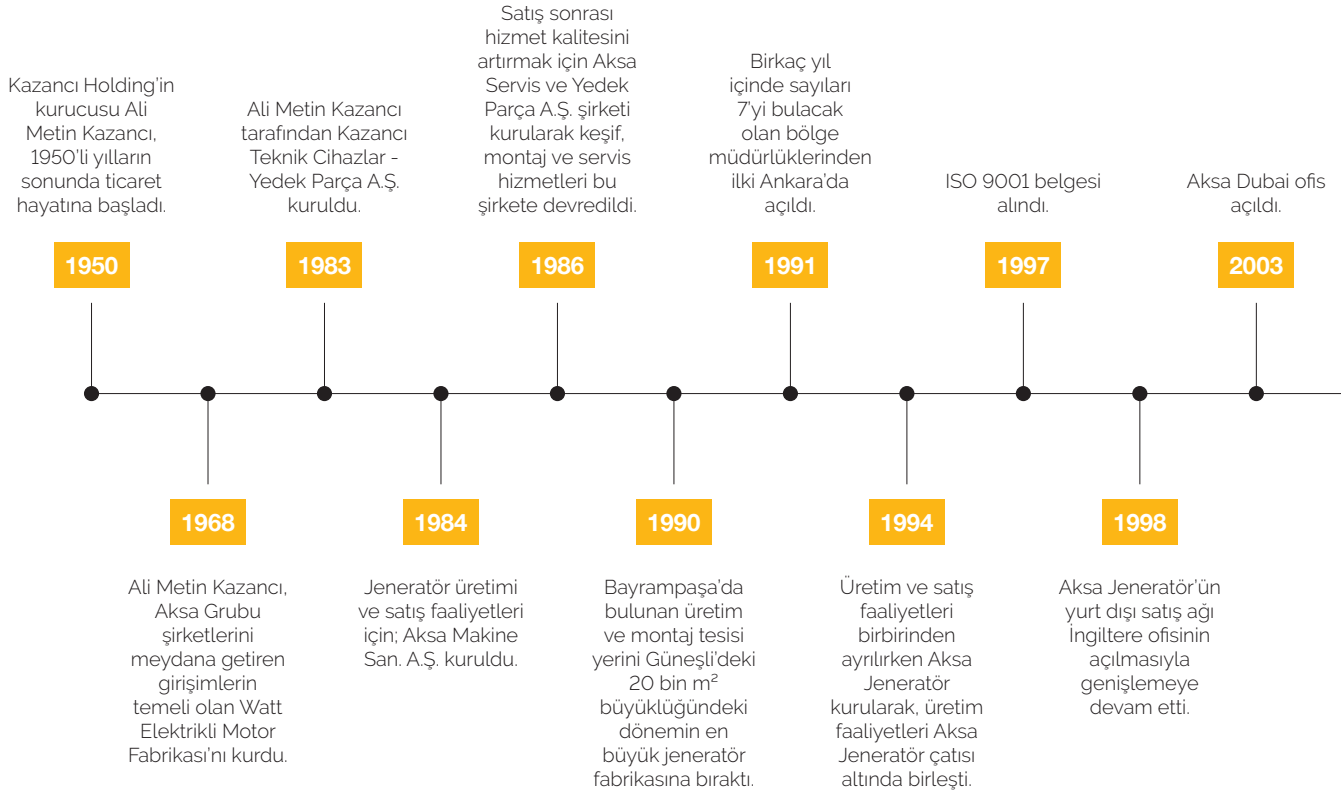 Kazancı Holding'in
kurucusu Ali
Metin Kazancı,
1950'li yılların
sonunda ticaret
hayatına başladı.
1950
Ali Metin Kazancı
tarafından Kazancı
Teknik Cihazlar -
Yedek Parça A.Ş.
kuruldu.
1983
Satış sonrası
hizmet kalitesini
artırmak için Aksa
Servis ve Yedek
Parça A.Ş. şirketi
kurularak keşif,
montaj ve servis
hizmetleri bu
şirkete devredildi.
1986
Birkaç yıl
içinde sayıları
7'yi bulacak
olan bölge
müdürlüklerinden
ilki Ankara'da
açıldı.
1991
ISO 9001 belgesi
alındı.
1997
Aksa Dubai ofis
açıldı.
2003
1968
Ali Metin Kazancı,
Aksa Grubu
şirketlerini
meydana getiren
girişimlerin
temeli olan Watt
Elektrikli Motor
Fabrikası'nı kurdu.
1984
Jeneratör üretimi
ve satış faaliyetleri
için; Aksa Makine
San. A.Ş. kuruldu.
1990
Bayrampaşa'da
bulunan üretim
ve montaj tesisi
yerini Güneşli'deki
20 bin m²
büyüklüğündeki
dönemin en
büyük jeneratör
fabrikasına bıraktı.
1994
Üretim ve satış
faaliyetleri
birbirinden
ayrılırken Aksa
Jeneratör
kurularak, üretim
faaliyetleri Aksa
Jeneratör çatısı
altında birleşti.
1998
Aksa Jeneratör'ün
yurt dışı satış ağı
İngiltere ofisinin
açılmasıyla
genişlemeye
devam etti.